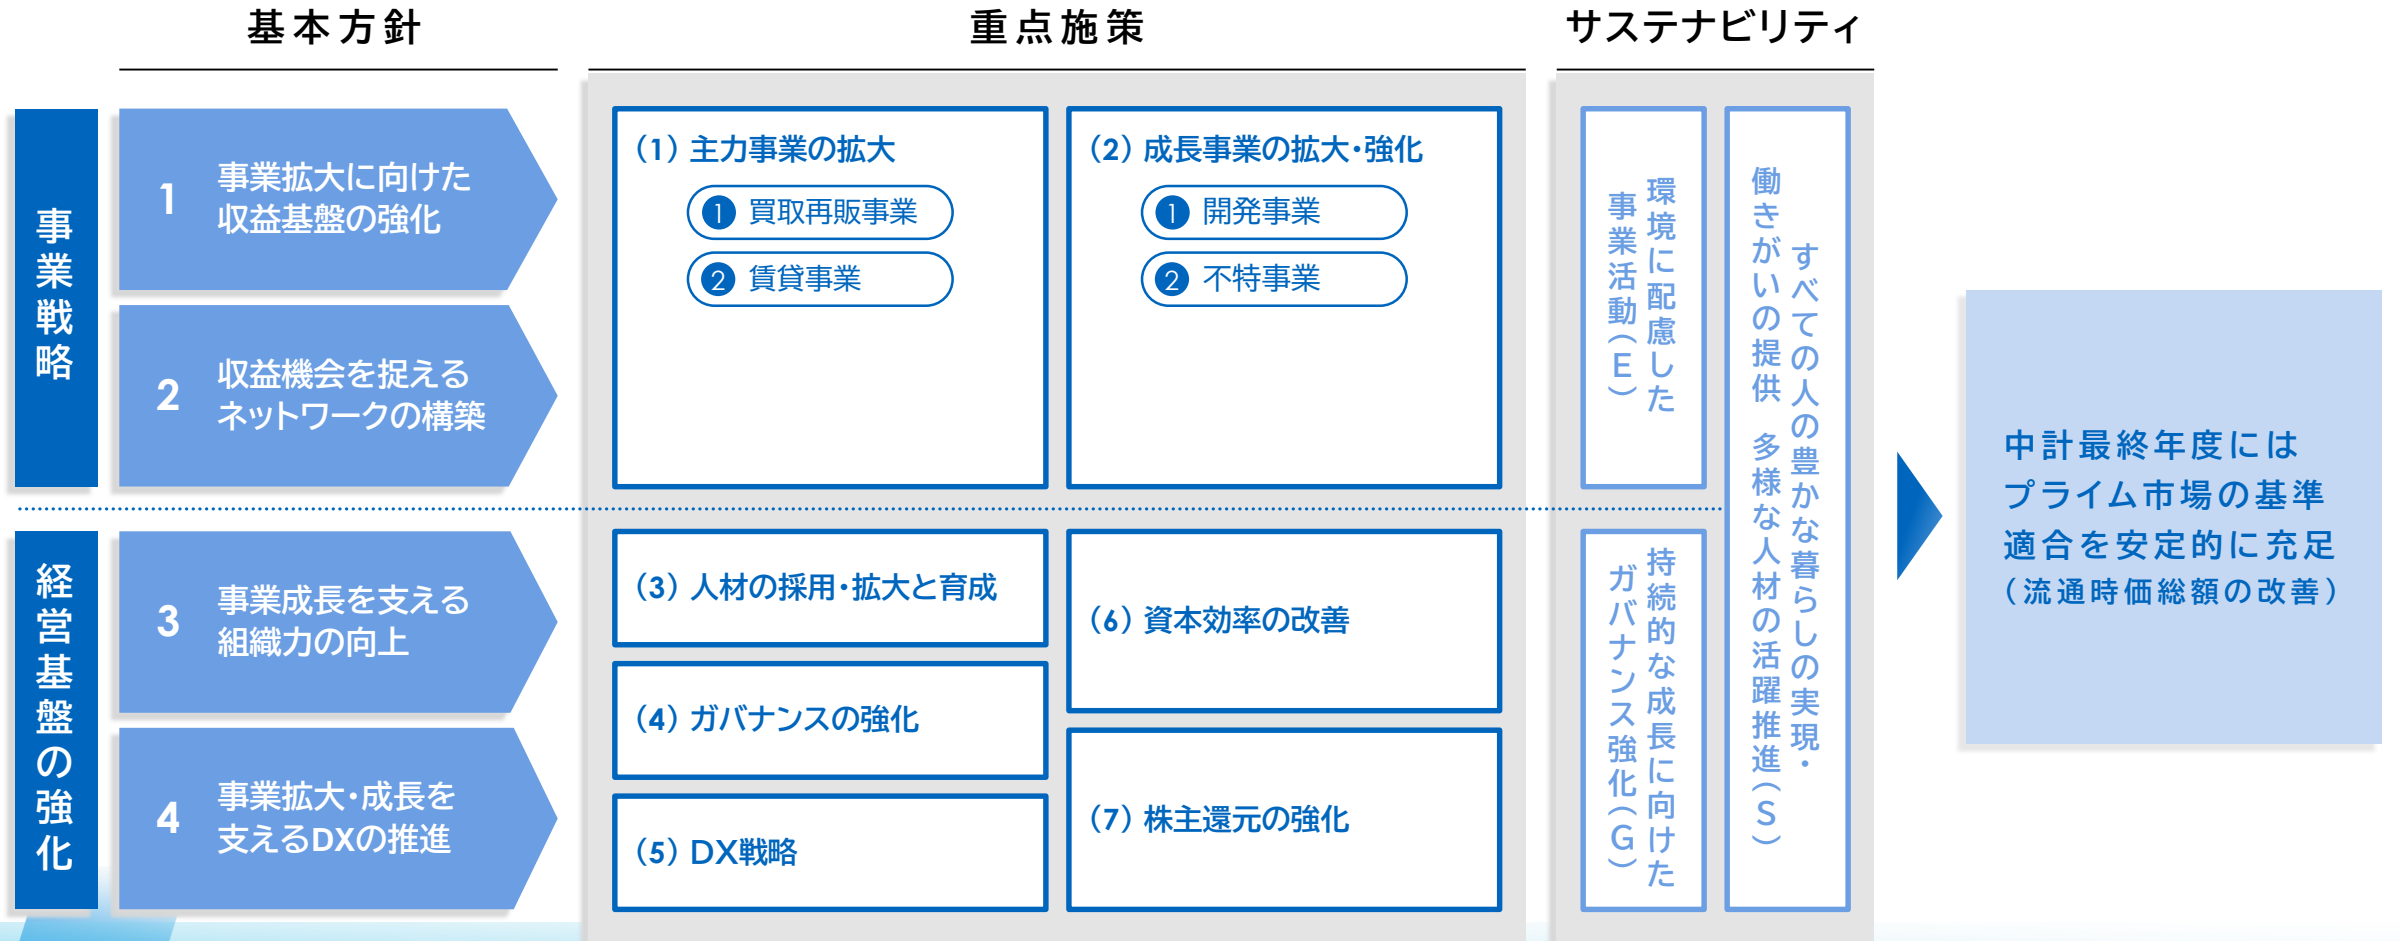 基本方針
重点施策
サステナビリティ
事業戦略
1
事業拡大に向けた
収益基盤の強化
2
収益機会を捉える
ネットワークの構築
(1) 主力事業の拡大
1 買取再販事業
2 賃貸事業
(2) 成長事業の拡大・強化
1 開発事業
2 不特事業
環境に配慮した
事業活動(E)
すべての人の豊かな暮らしの実現・
働きがいの提供 多様な人材の活躍推進(S)
経営基盤の強化
3
事業成長を支える
組織力の向上
4
事業拡大・成長を
支えるDXの推進
(3) 人材の採用・拡大と育成
(4) ガバナンスの強化
(5) DX戦略
(6) 資本効率の改善
(7) 株主還元の強化
持続的な成長に向けた
ガバナンス強化(G)
中計最終年度には
プライム市場の基準
適合を安定的に充足
(流通時価総額の改善)